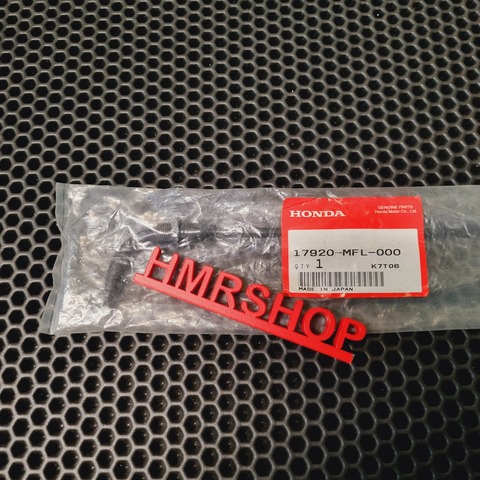 HONDA
GENUINE PARTS
Honda Motor Co., Ltd.
17920-MFL-000
QTY 1 K7T06
MADE IN JAPAN
HMRSHOP